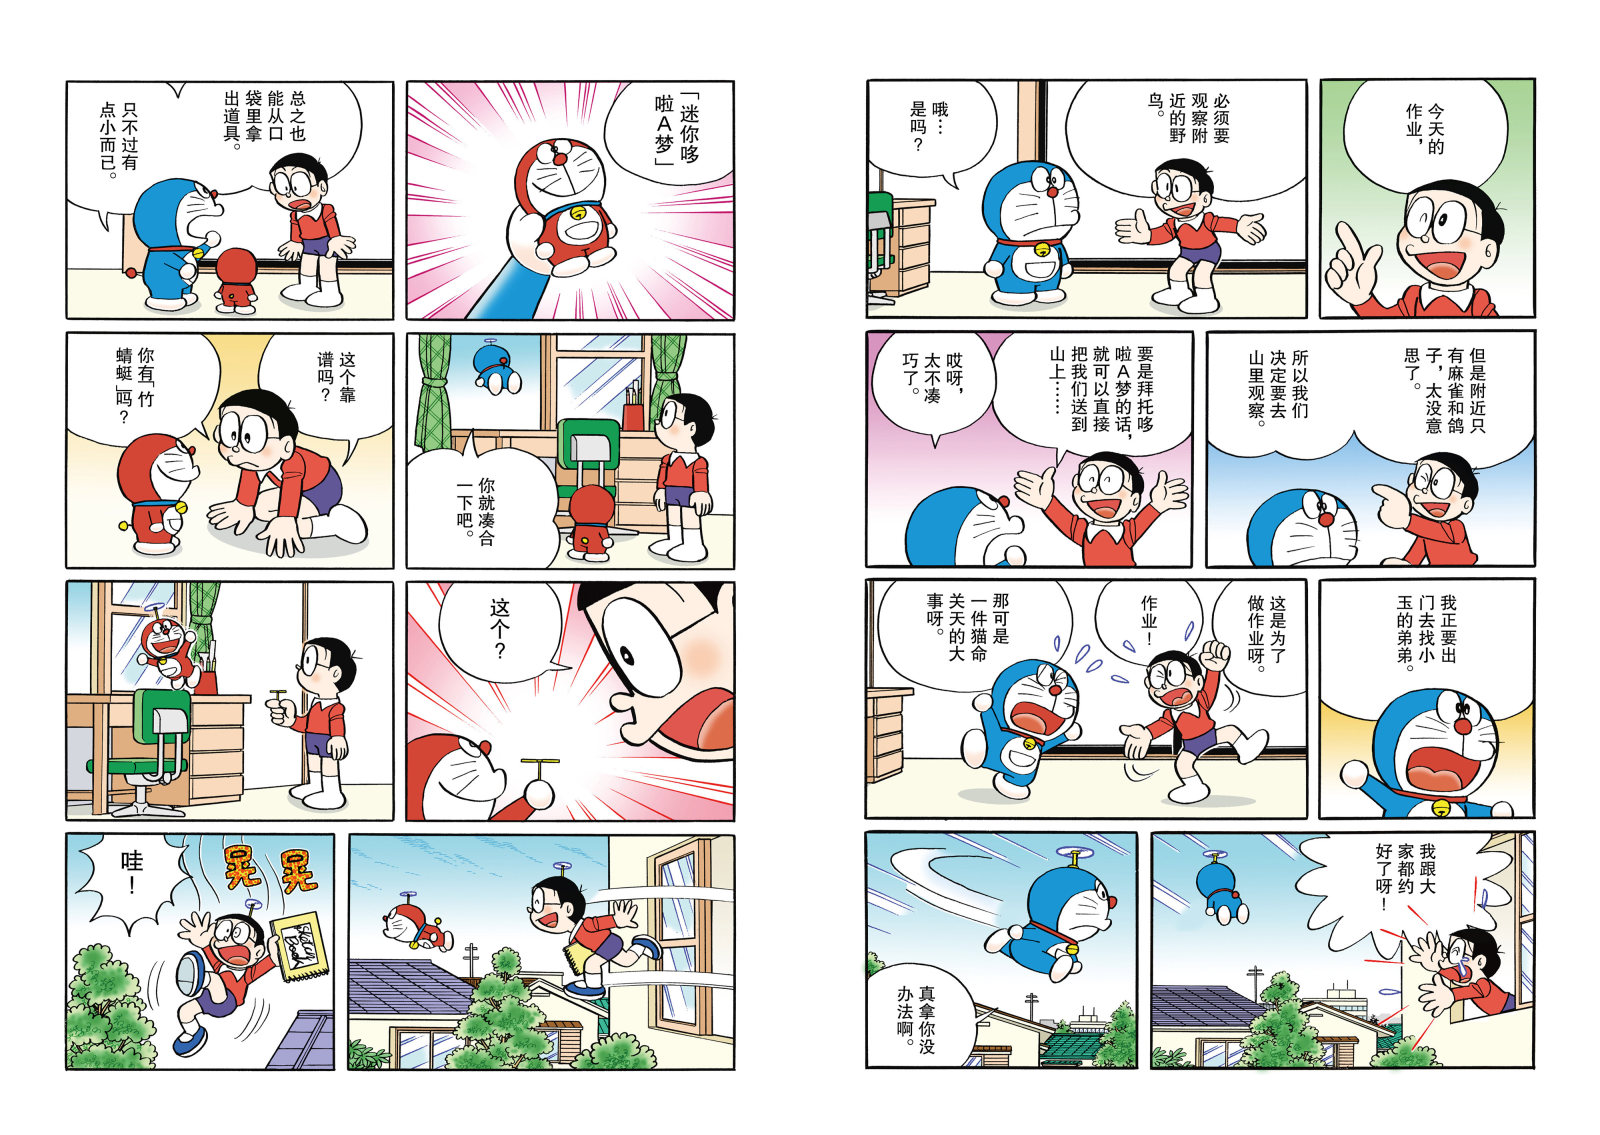 今天的
作业，
必须要
观察附
近的野
鸟。
哦…
是吗？
但是附近只
有麻雀和鸽
子，太没意
思了。
所以我们
决定要去
山里观察。
要是拜托哆
啦A梦的话，
就可以直接
把我们送到
山上……
哎呀，
太不凑
巧了。
我正要出
门去找小
玉的弟弟。
这是为了
做作业呀。
作业！
那可是
一件猫命
关天的大
事呀。
我跟大
家都约
好了呀！
真拿你没
办法啊。
「迷你哆
啦A梦」
总之也
能从口
袋里拿
出道具。
只不过有
点小而已。
你就凑合
一下吧。
这个靠
谱吗？
你有「竹
蜻蜓」吗？
这个？
哇！
晃晃
Sketch
Book